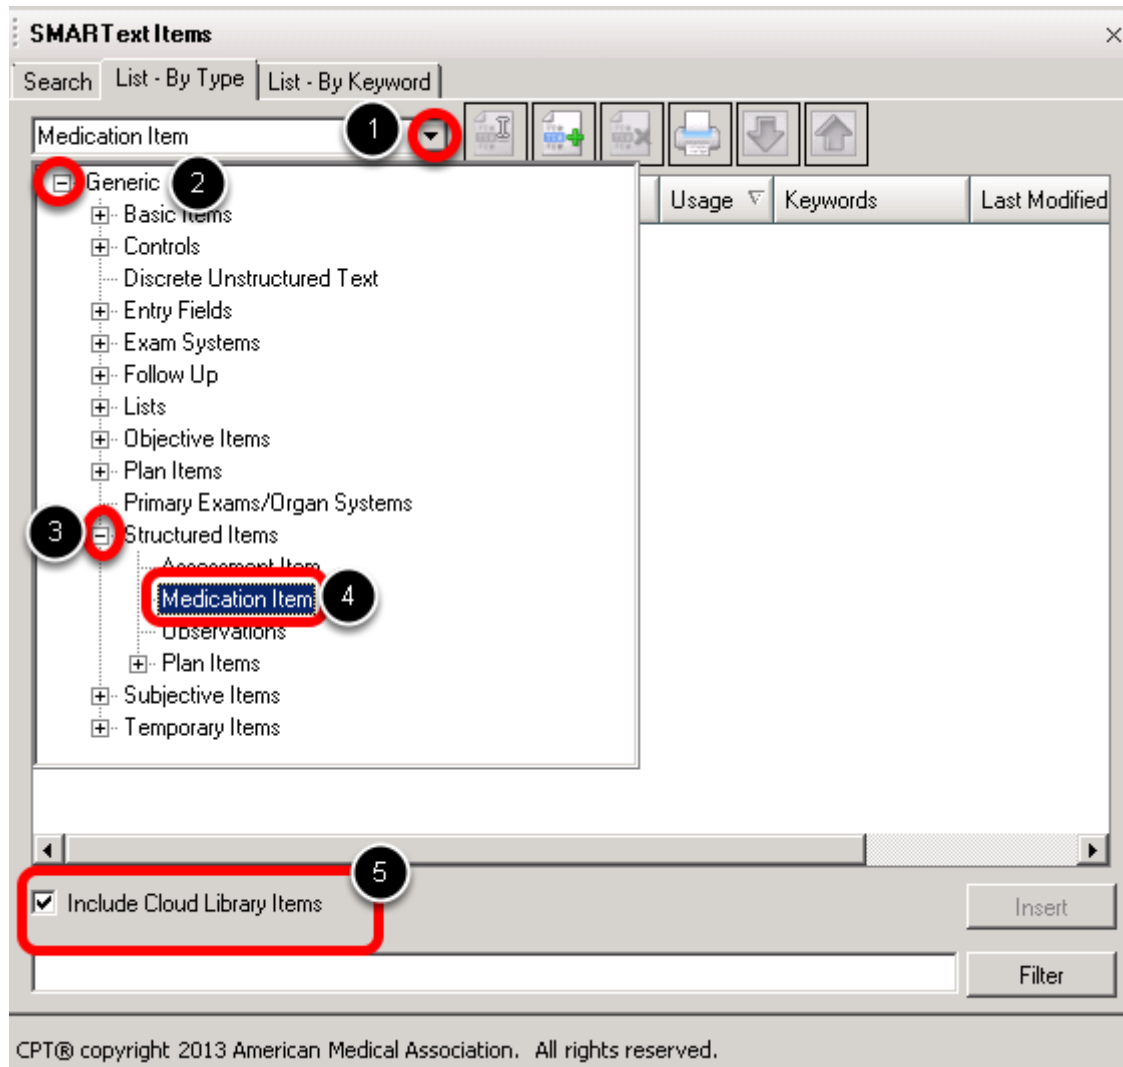 SMARText Items
Search List - By Type List - By Keyword
Medication Item 1
Generic 2
Usage Keywords Last Modified
Basic Items
Controls
Discrete Unstructured Text
Entry Fields
Exam Systems
Follow Up
Lists
Objective Items
Plan Items
Primary Exams/Organ Systems
3 Structured Items
Assessment Item
Medication Item 4
Observations
Plan Items
Subjective Items
Temporary Items
5
Include Cloud Library Items Insert
Filter
CPT® copyright 2013 American Medical Association. All rights reserved.